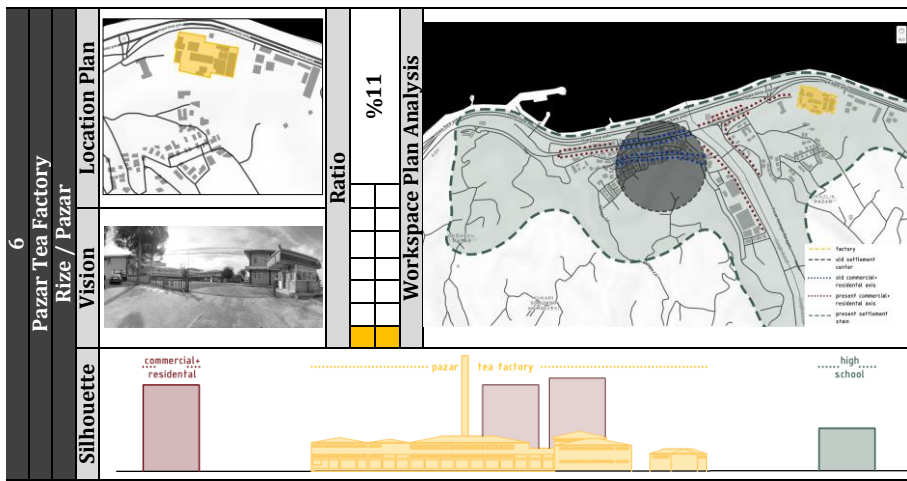 6
Pazar Tea Factory
Rize / Pazar
Location Plan
Vision
Silhouette
Ratio
%11
Workspace Plan Analysis
factory
old settlement
center
old commercial+
residental axis
present commercial+
residental axis
present settlement
stain
commercial+
residental
pazar tea factory
high
school